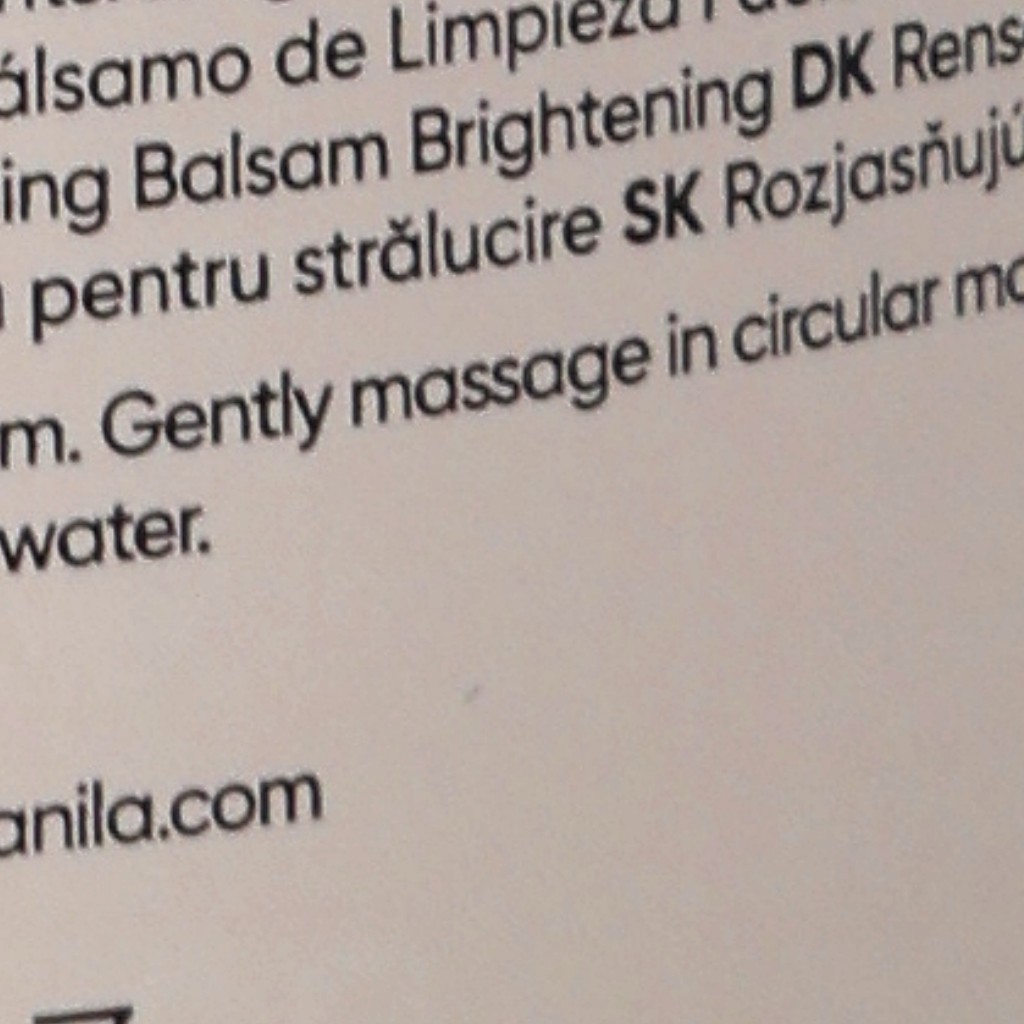 álsamo de Limpieza
ing Balsam Brightening DK Rens
pentru strălucire SK Rozjasňujú
m. Gently massage in circular mo
water.
anila.com